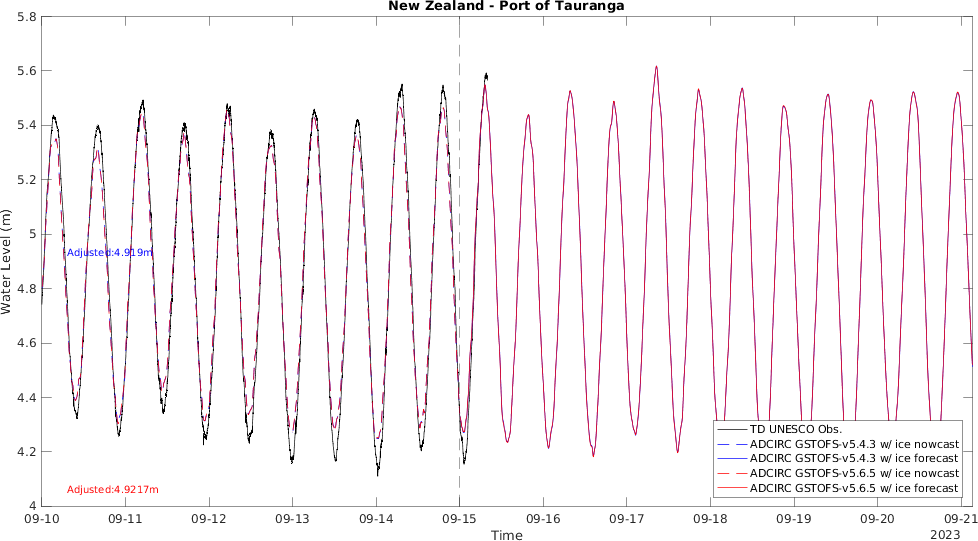 New Zealand - Port of Tauranga
5.8
5.6
5.4
5.2
5
4.8
4.6
4.4
4.2
4
Water Level (m)
Adjusted:4.919m
Adjusted:4.9217m
TD UNESCO Obs.
ADCIRC GSTOFS-v5.4.3 w/ ice nowcast
ADCIRC GSTOFS-v5.4.3 w/ ice forecast
ADCIRC GSTOFS-v5.6.5 w/ ice nowcast
ADCIRC GSTOFS-v5.6.5 w/ ice forecast
09-10 09-11 09-12 09-13 09-14 09-15 09-16 09-17 09-18 09-19 09-20 09-21
Time
2023